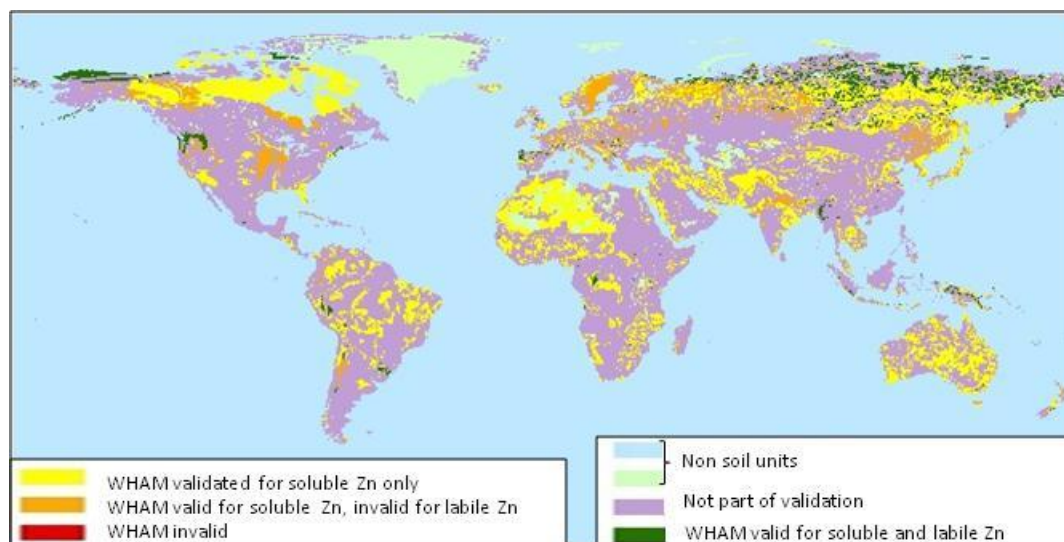 WHAM validated for soluble Zn only
WHAM valid for soluble Zn, invalid for labile Zn
WHAM invalid
Non soil units
Not part of validation
WHAM valid for soluble and labile Zn